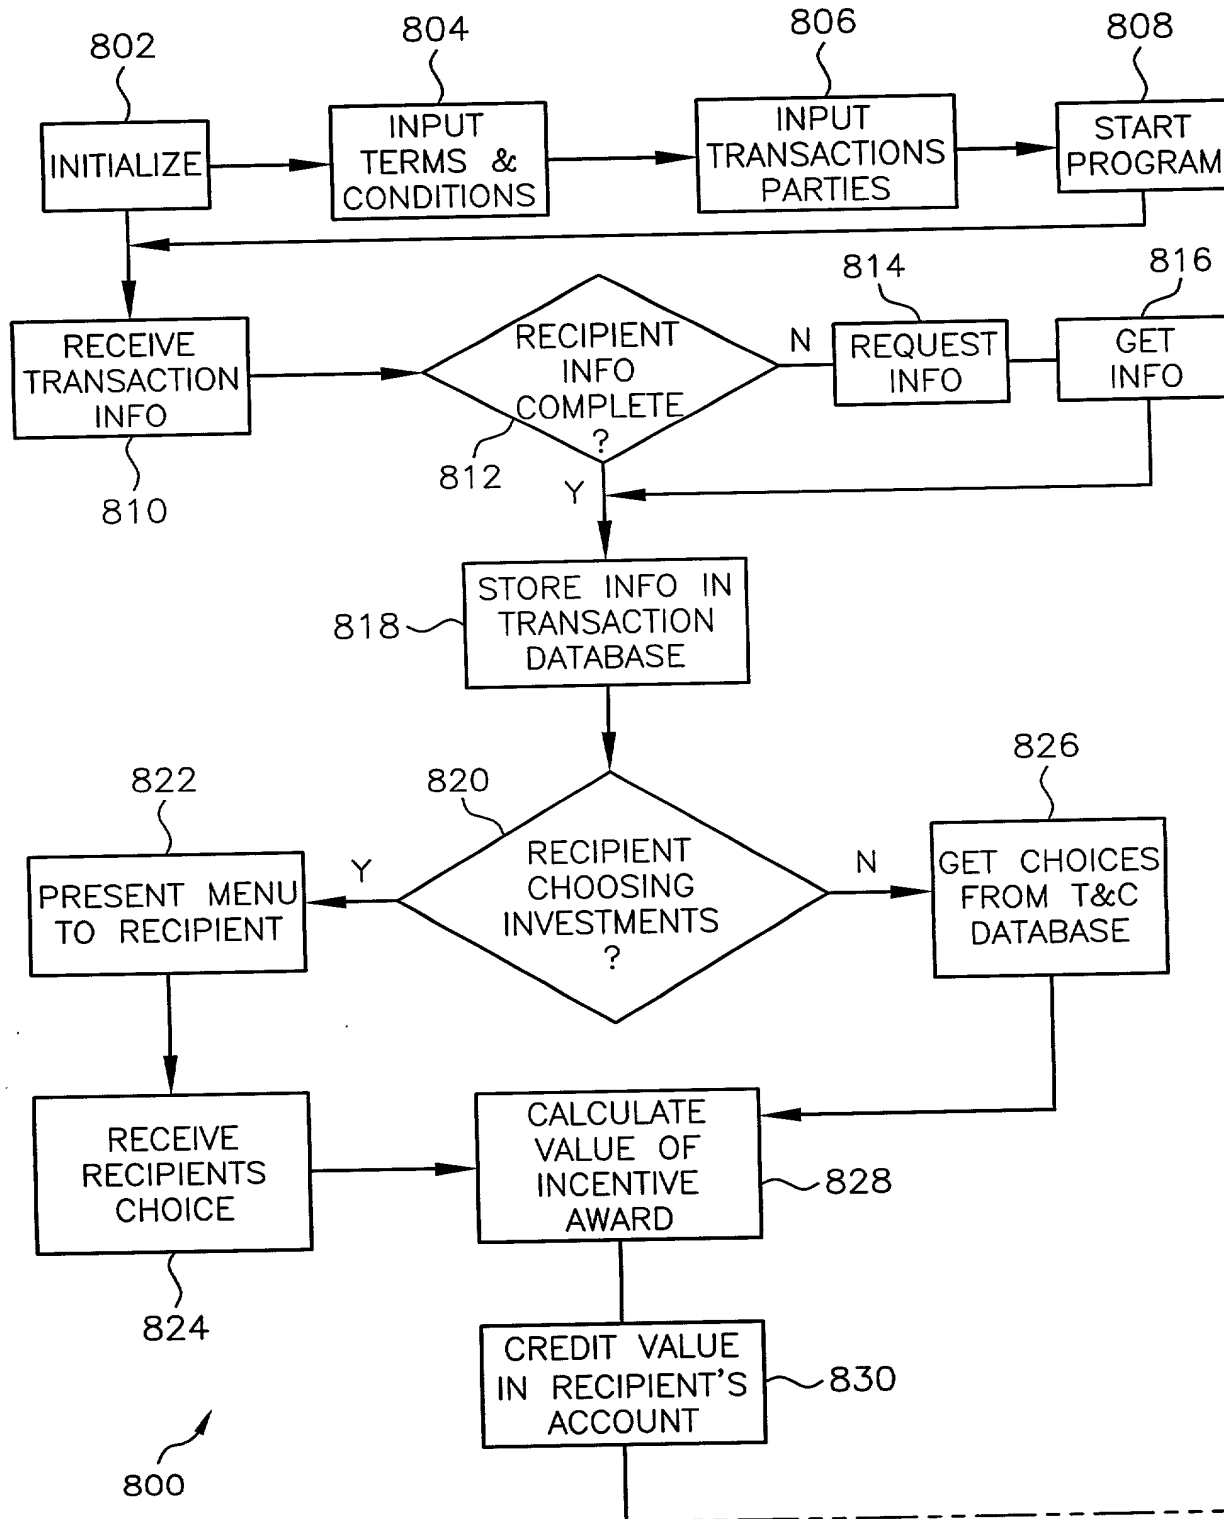 802
804
806
808
INITIALIZE
INPUT
TERMS &
CONDITIONS
INPUT
TRANSACTIONS
PARTIES
START
PROGRAM
814
816
RECEIVE
TRANSACTION
INFO
810
RECIPIENT
INFO
COMPLETE
?
812
N
Y
REQUEST
INFO
GET
INFO
STORE INFO IN
TRANSACTION
DATABASE
818
820
822
826
PRESENT MENU
TO RECIPIENT
Y
RECIPIENT
CHOOSING
INVESTMENTS
?
N
GET CHOICES
FROM T&C
DATABASE
RECEIVE
RECIPIENTS
CHOICE
824
CALCULATE
VALUE OF
INCENTIVE
AWARD
828
CREDIT VALUE
IN RECIPIENT'S
ACCOUNT
830
800